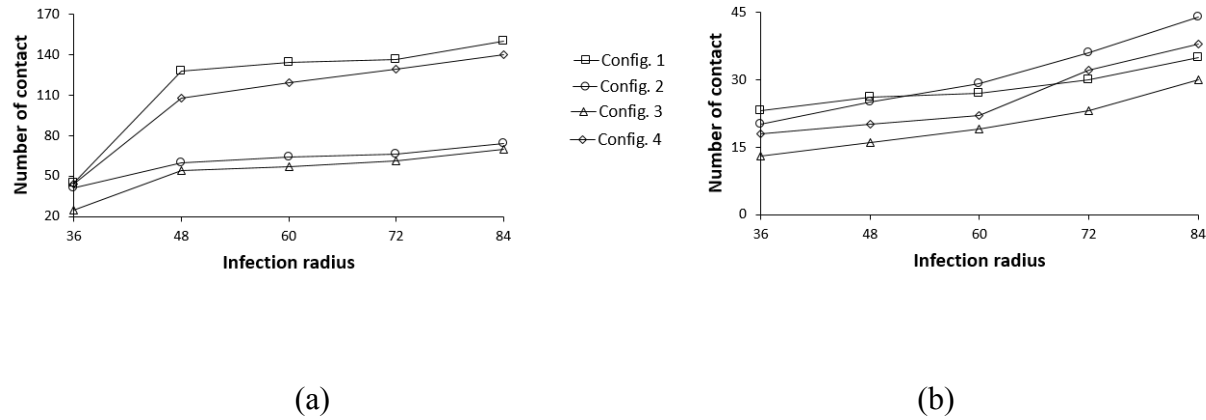 170
140
110
80
50
20
Number of contact
36 48 60 72 84
Infection radius
Config. 1
Config. 2
Config. 3
Config. 4
45
30
15
0
Number of contact
36 48 60 72 84
Infection radius
(a) (b)